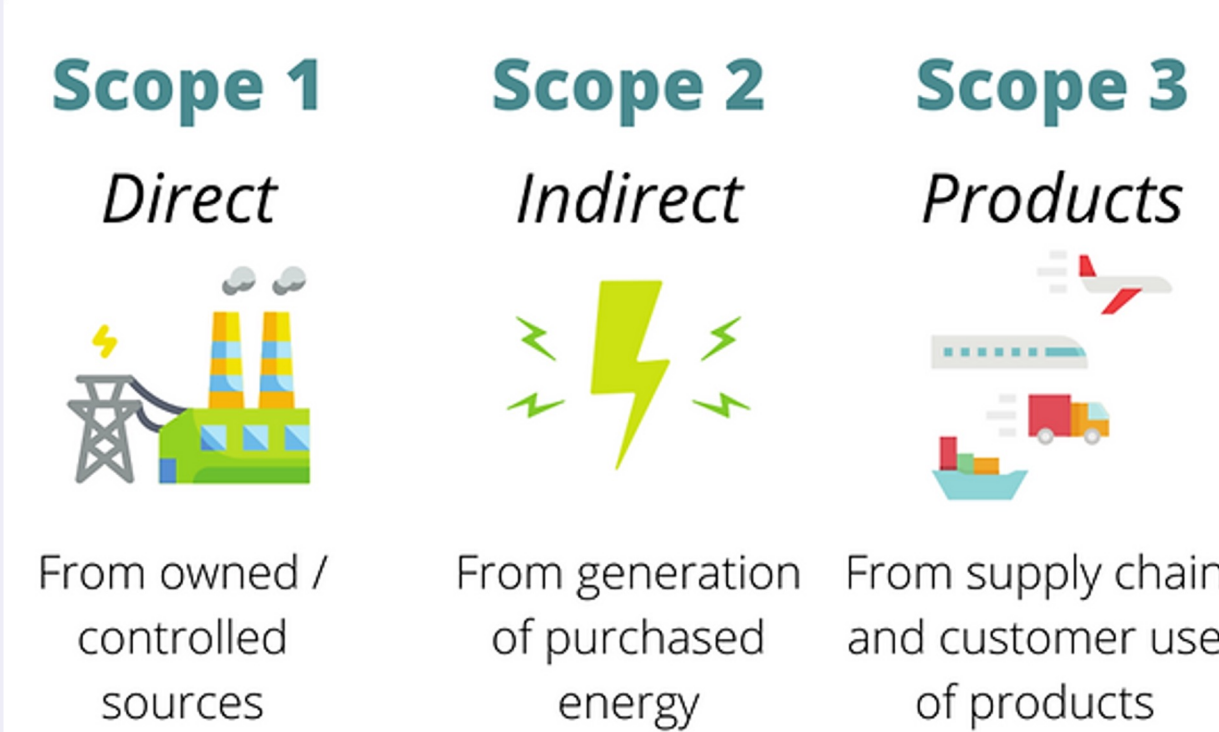 Scope 1
Direct
From owned /
controlled
sources
Scope 2
Indirect
From generation
of purchased
energy
Scope 3
Products
From supply chain
and customer use
of products